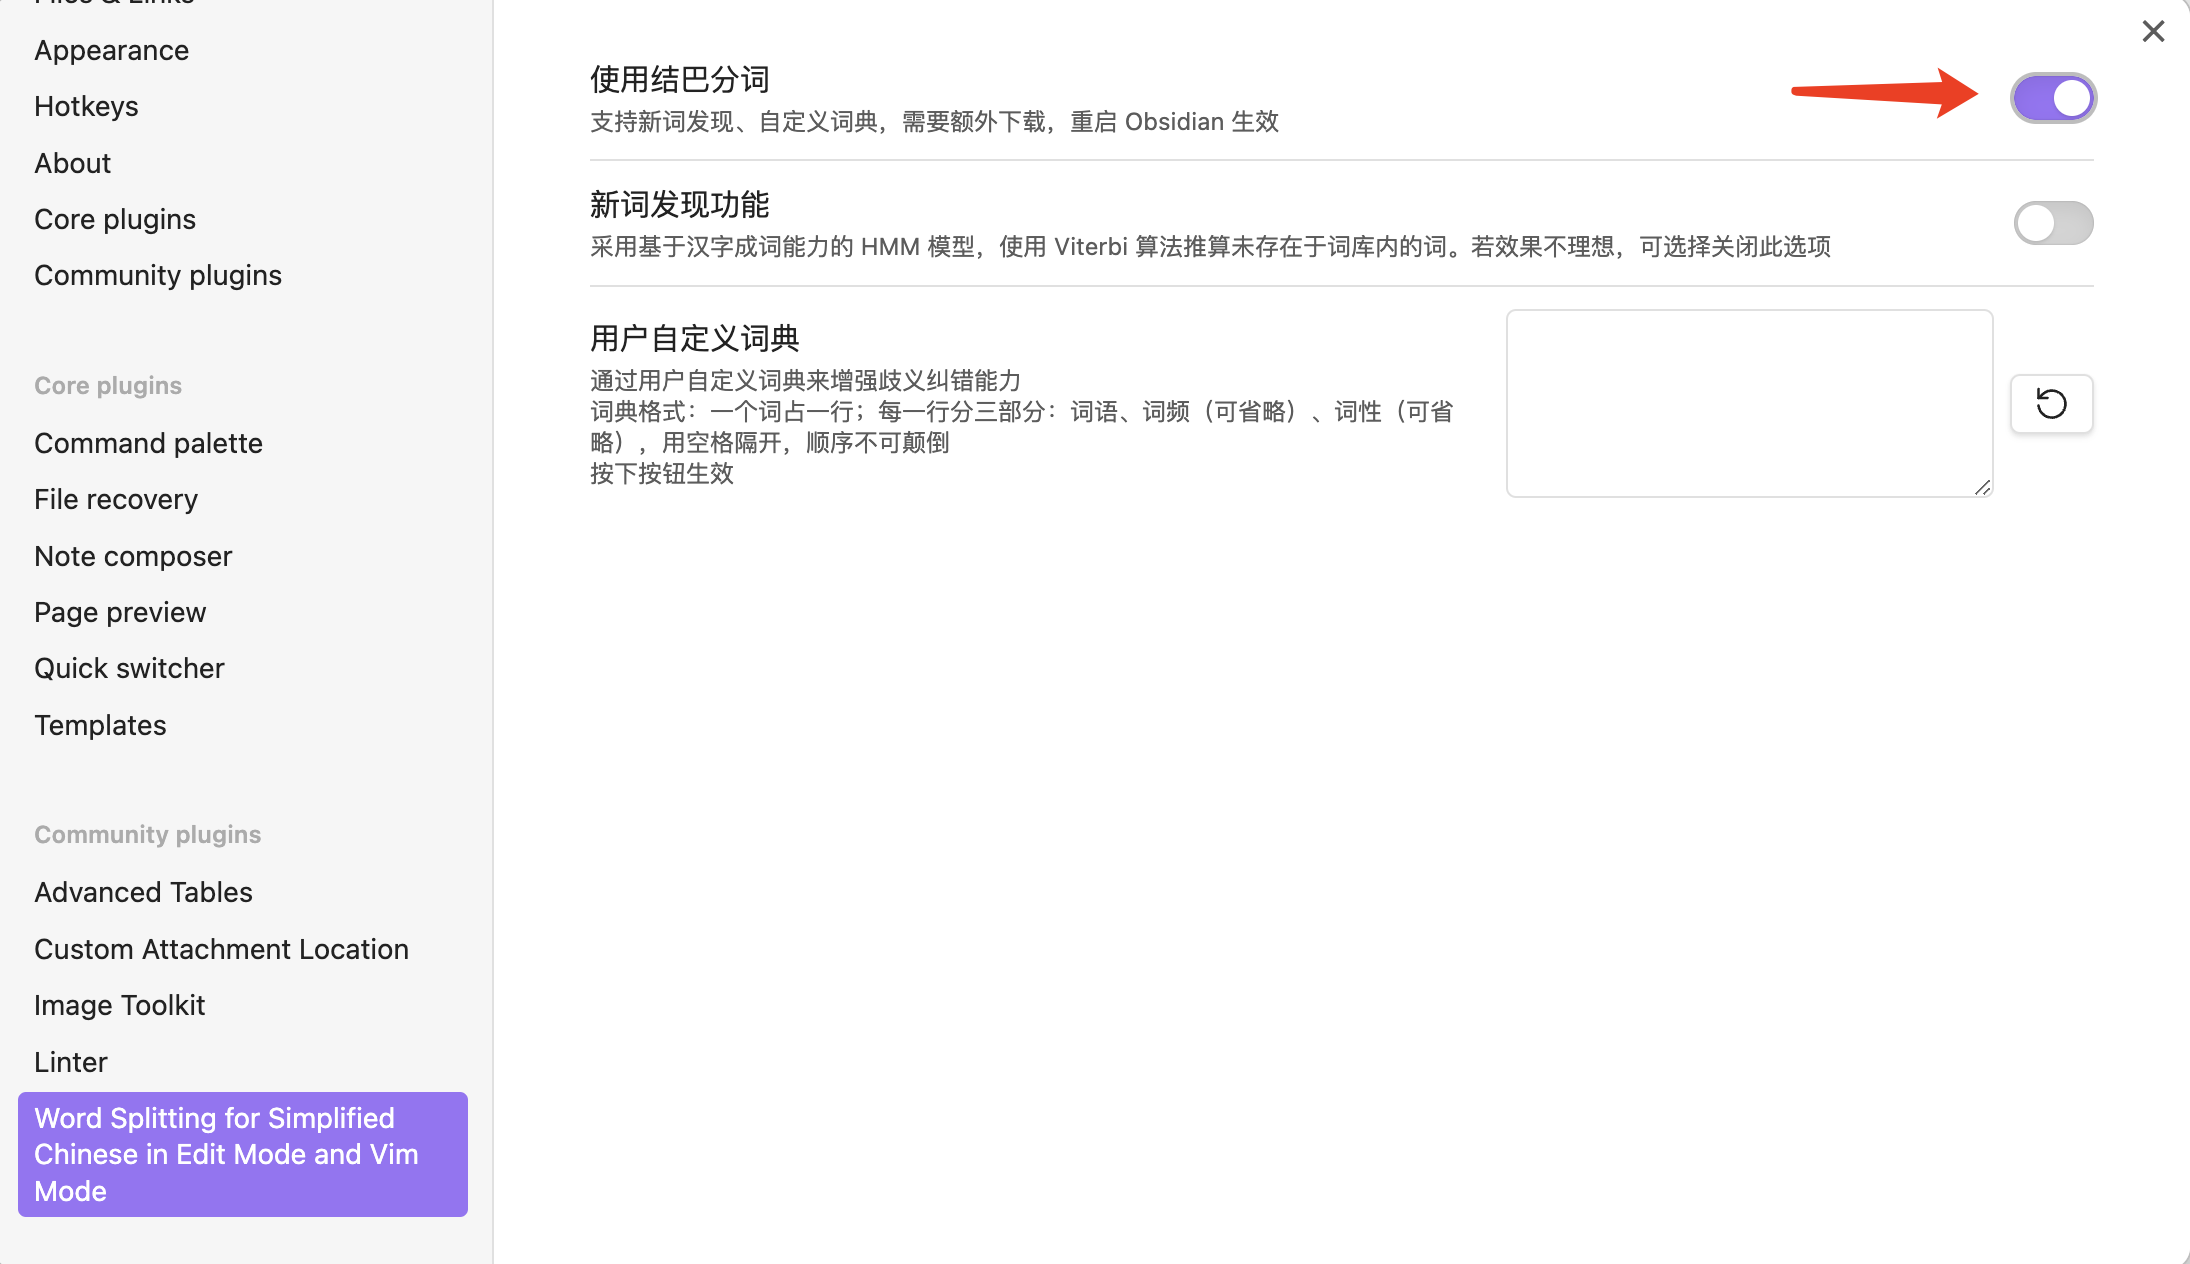 Files & Links
Appearance
Hotkeys
About
Core plugins
Community plugins
Core plugins
Command palette
File recovery
Note composer
Page preview
Quick switcher
Templates
Community plugins
Advanced Tables
Custom Attachment Location
Image Toolkit
Linter
Word Splitting for Simplified
Chinese in Edit Mode and Vim
Mode
使用结巴分词
支持新词发现、自定义词典，需要额外下载，重启 Obsidian 生效
新词发现功能
采用基于汉字成词能力的 HMM 模型，使用 Viterbi 算法推算未存在于词库内的词。若效果不理想，可选择关闭此选项
用户自定义词典
通过用户自定义词典来增强歧义纠错能力
词典格式：一个词占一行；每一行分三部分：词语、词频（可省略）、词性（可省
略），用空格隔开，顺序不可颠倒
按下按钮生效